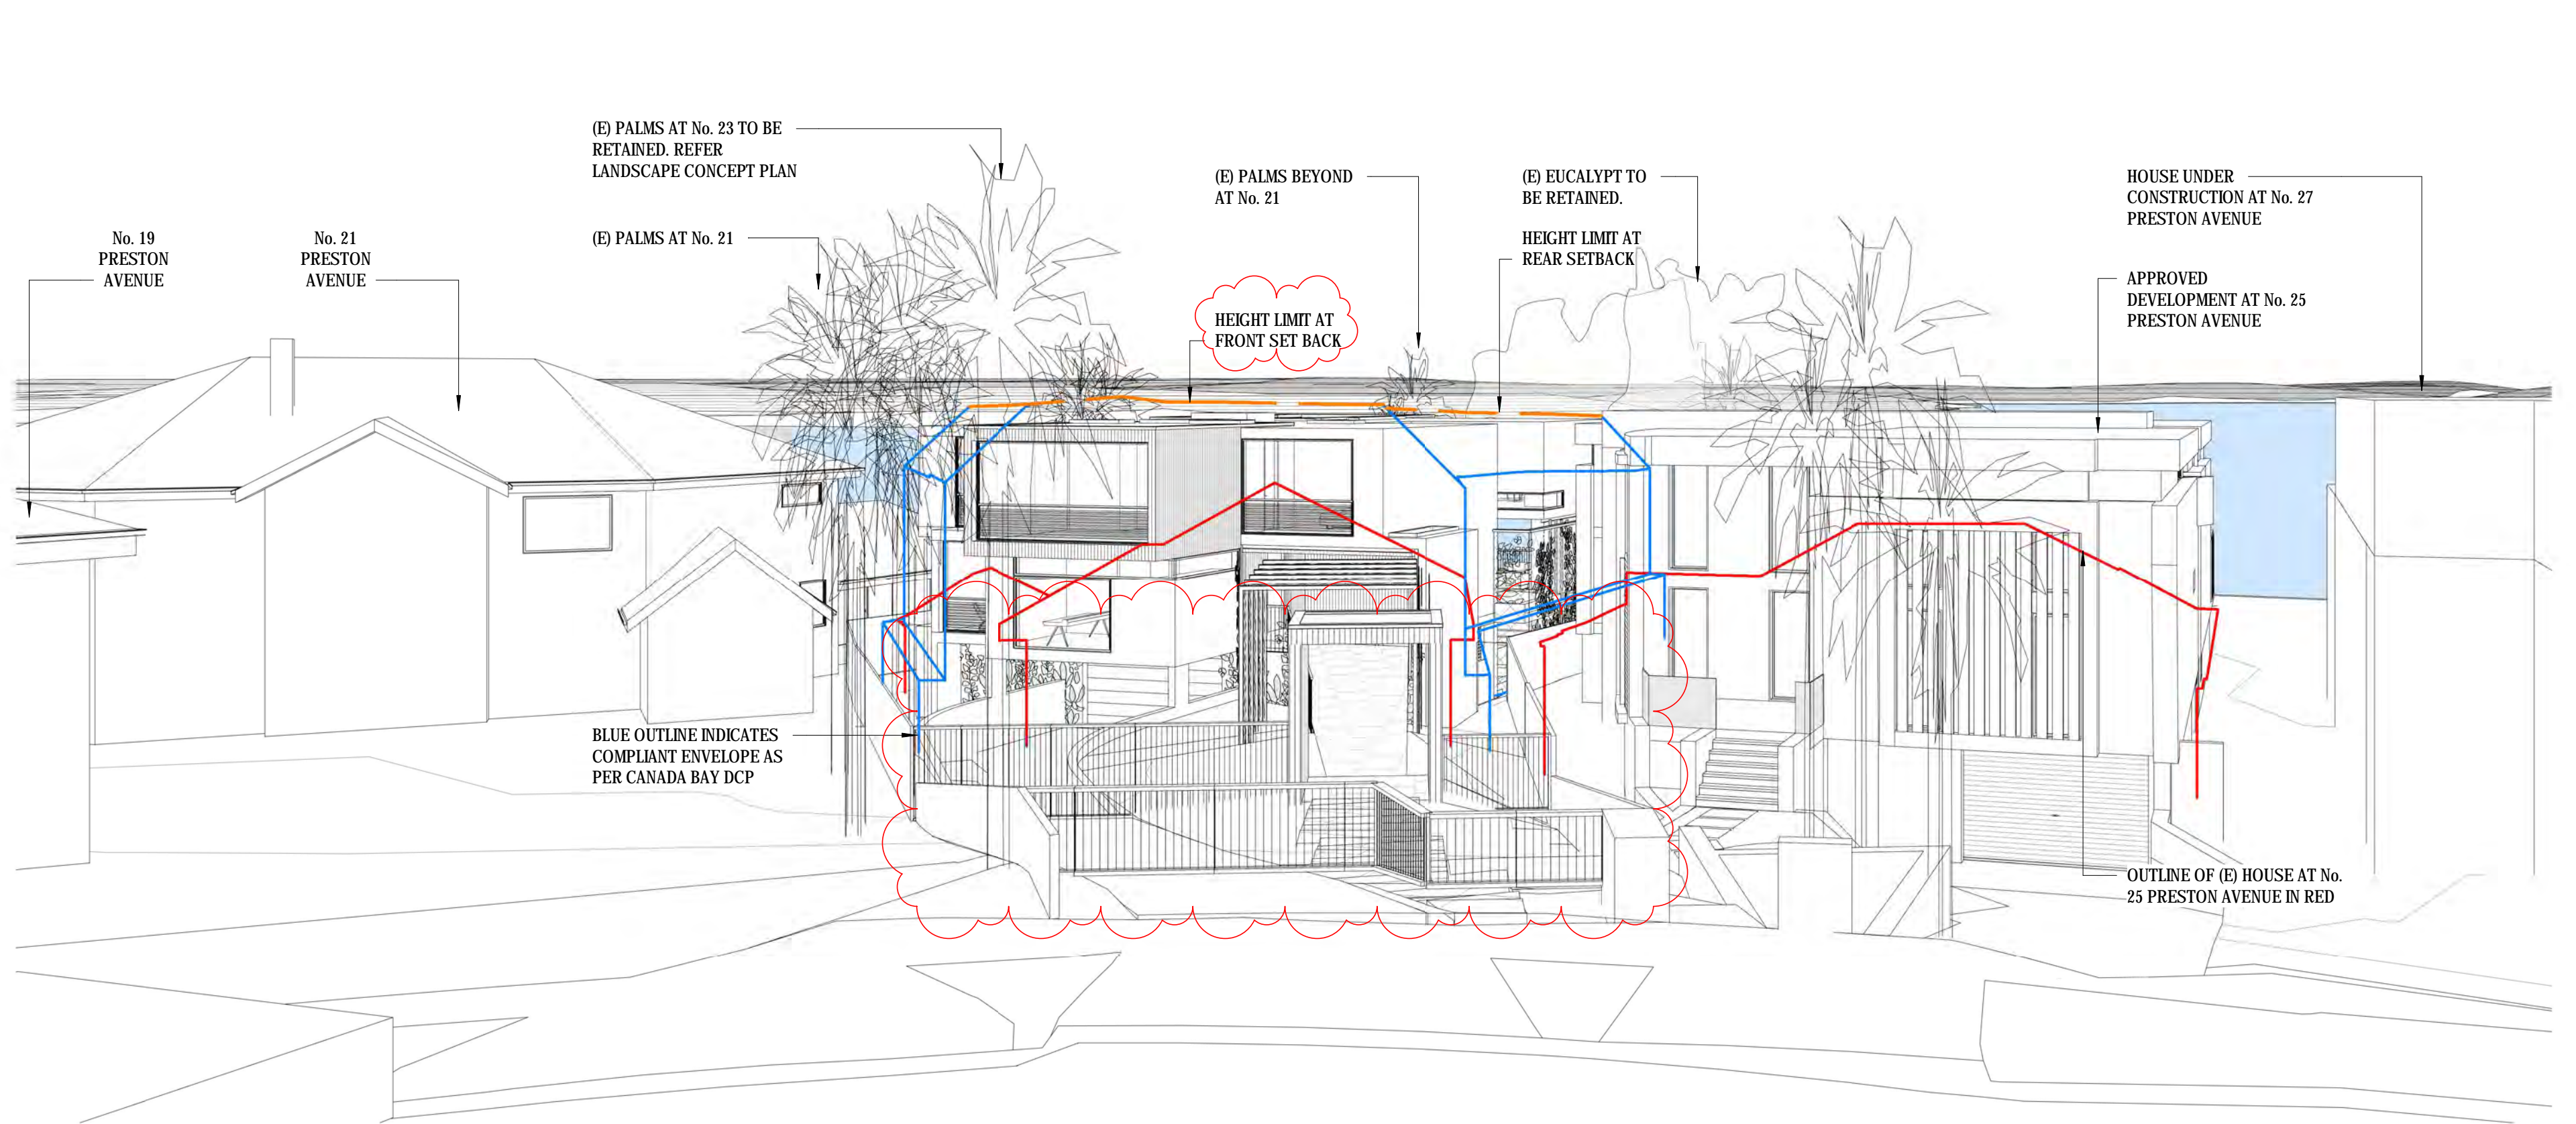 (E) PALMS AT No. 23 TO BE
RETAINED. REFER
LANDSCAPE CONCEPT PLAN
(E) PALMS BEYOND
AT No. 21
(E) EUCALYPT TO
BE RETAINED.
HOUSE UNDER
CONSTRUCTION AT No. 27
PRESTON AVENUE
No. 19
PRESTON
AVENUE
No. 21
PRESTON
AVENUE
(E) PALMS AT No. 21
HEIGHT LIMIT AT
REAR SETBACK
APPROVED
DEVELOPMENT AT No. 25
PRESTON AVENUE
HEIGHT LIMIT AT
FRONT SET BACK
BLUE OUTLINE INDICATES
COMPLIANT ENVELOPE AS
PER CANADA BAY DCP
OUTLINE OF (E) HOUSE AT No.
25 PRESTON AVENUE IN RED